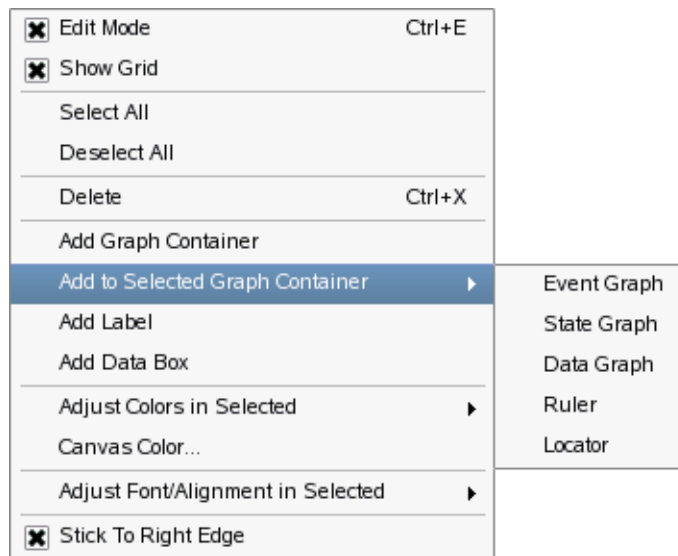 Edit Mode Ctrl+E
Show Grid
Select All
Deselect All
Delete Ctrl+X
Add Graph Container
Add to Selected Graph Container
Add Label
Add Data Box
Adjust Colors in Selected
Canvas Color...
Adjust Font/Alignment in Selected
Stick To Right Edge
Event Graph
State Graph
Data Graph
Ruler
Locator